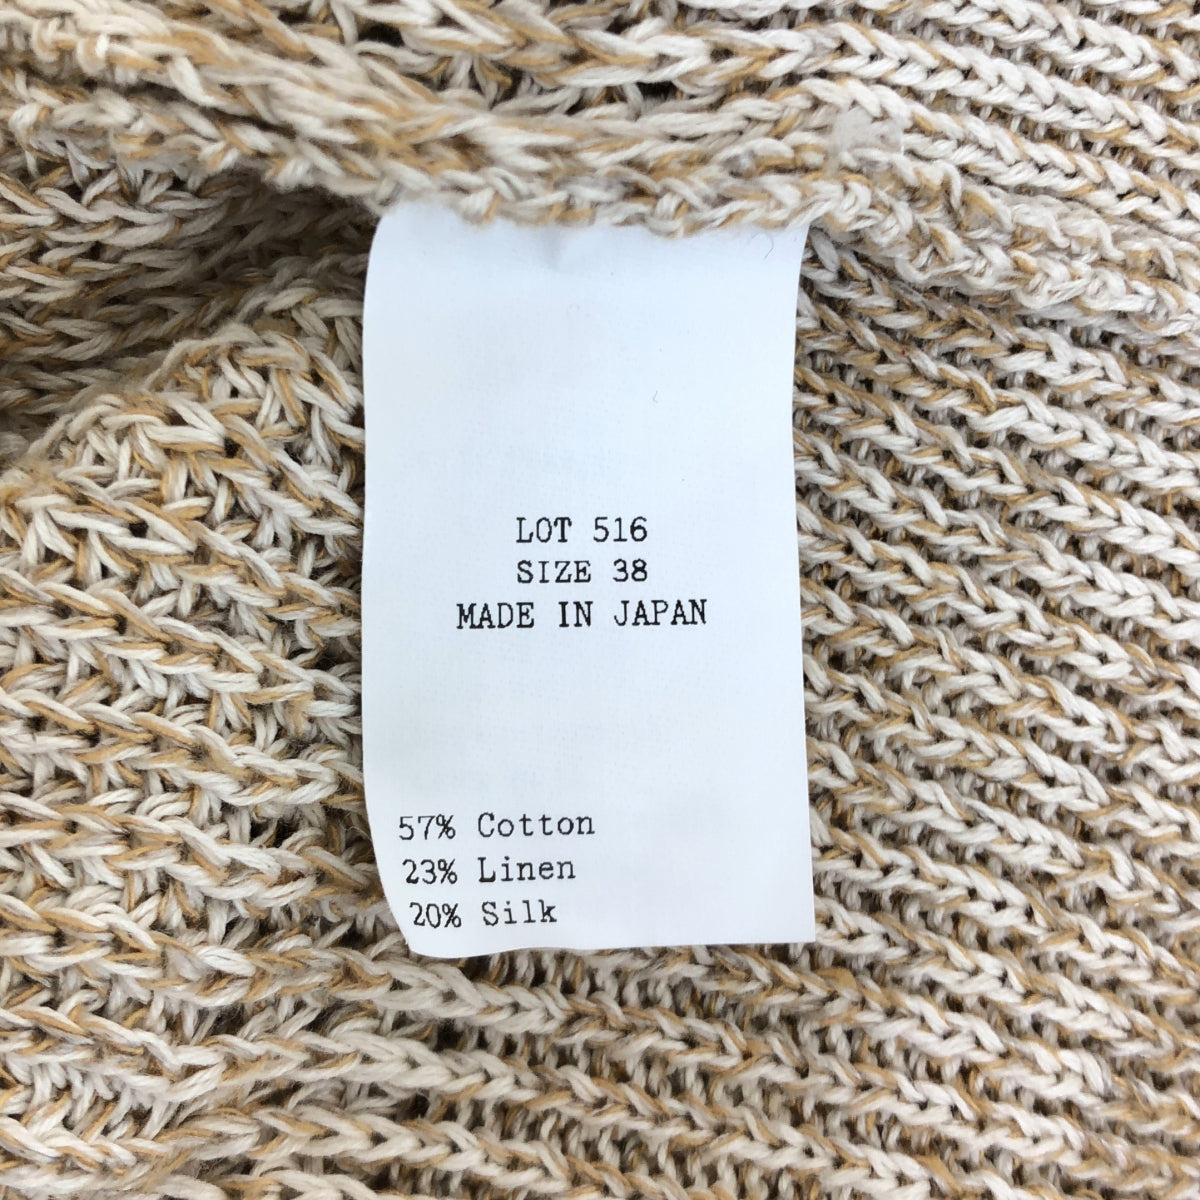 LOT 516
SIZE 38
MADE IN JAPAN
57% Cotton
23% Linen
20% Silk